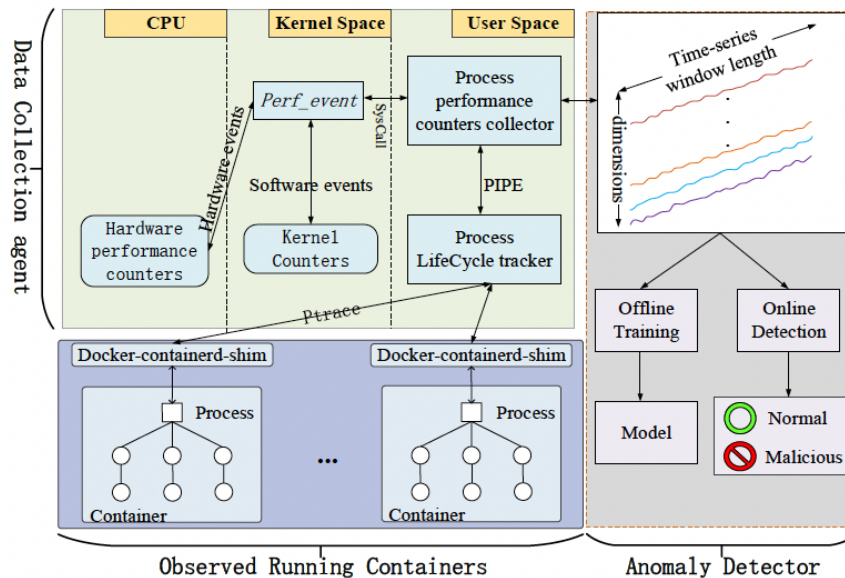 CPU
Kernel Space
User Space
Data Collection agent
Perf_event
SysCall
Process
performance
counters collector
Hardware events
Software events
PIPE
Hardware
performance
counters
Kernel
Counters
Process
LifeCycle tracker
Ptrace
Time-series
window length
dimensions
Offline
Training
Online
Detection
Model
Normal
Malicious
Docker-containerd-shim
Docker-containerd-shim
Process
Process
...
Container
Container
Observed Running Containers
Anomaly Detector